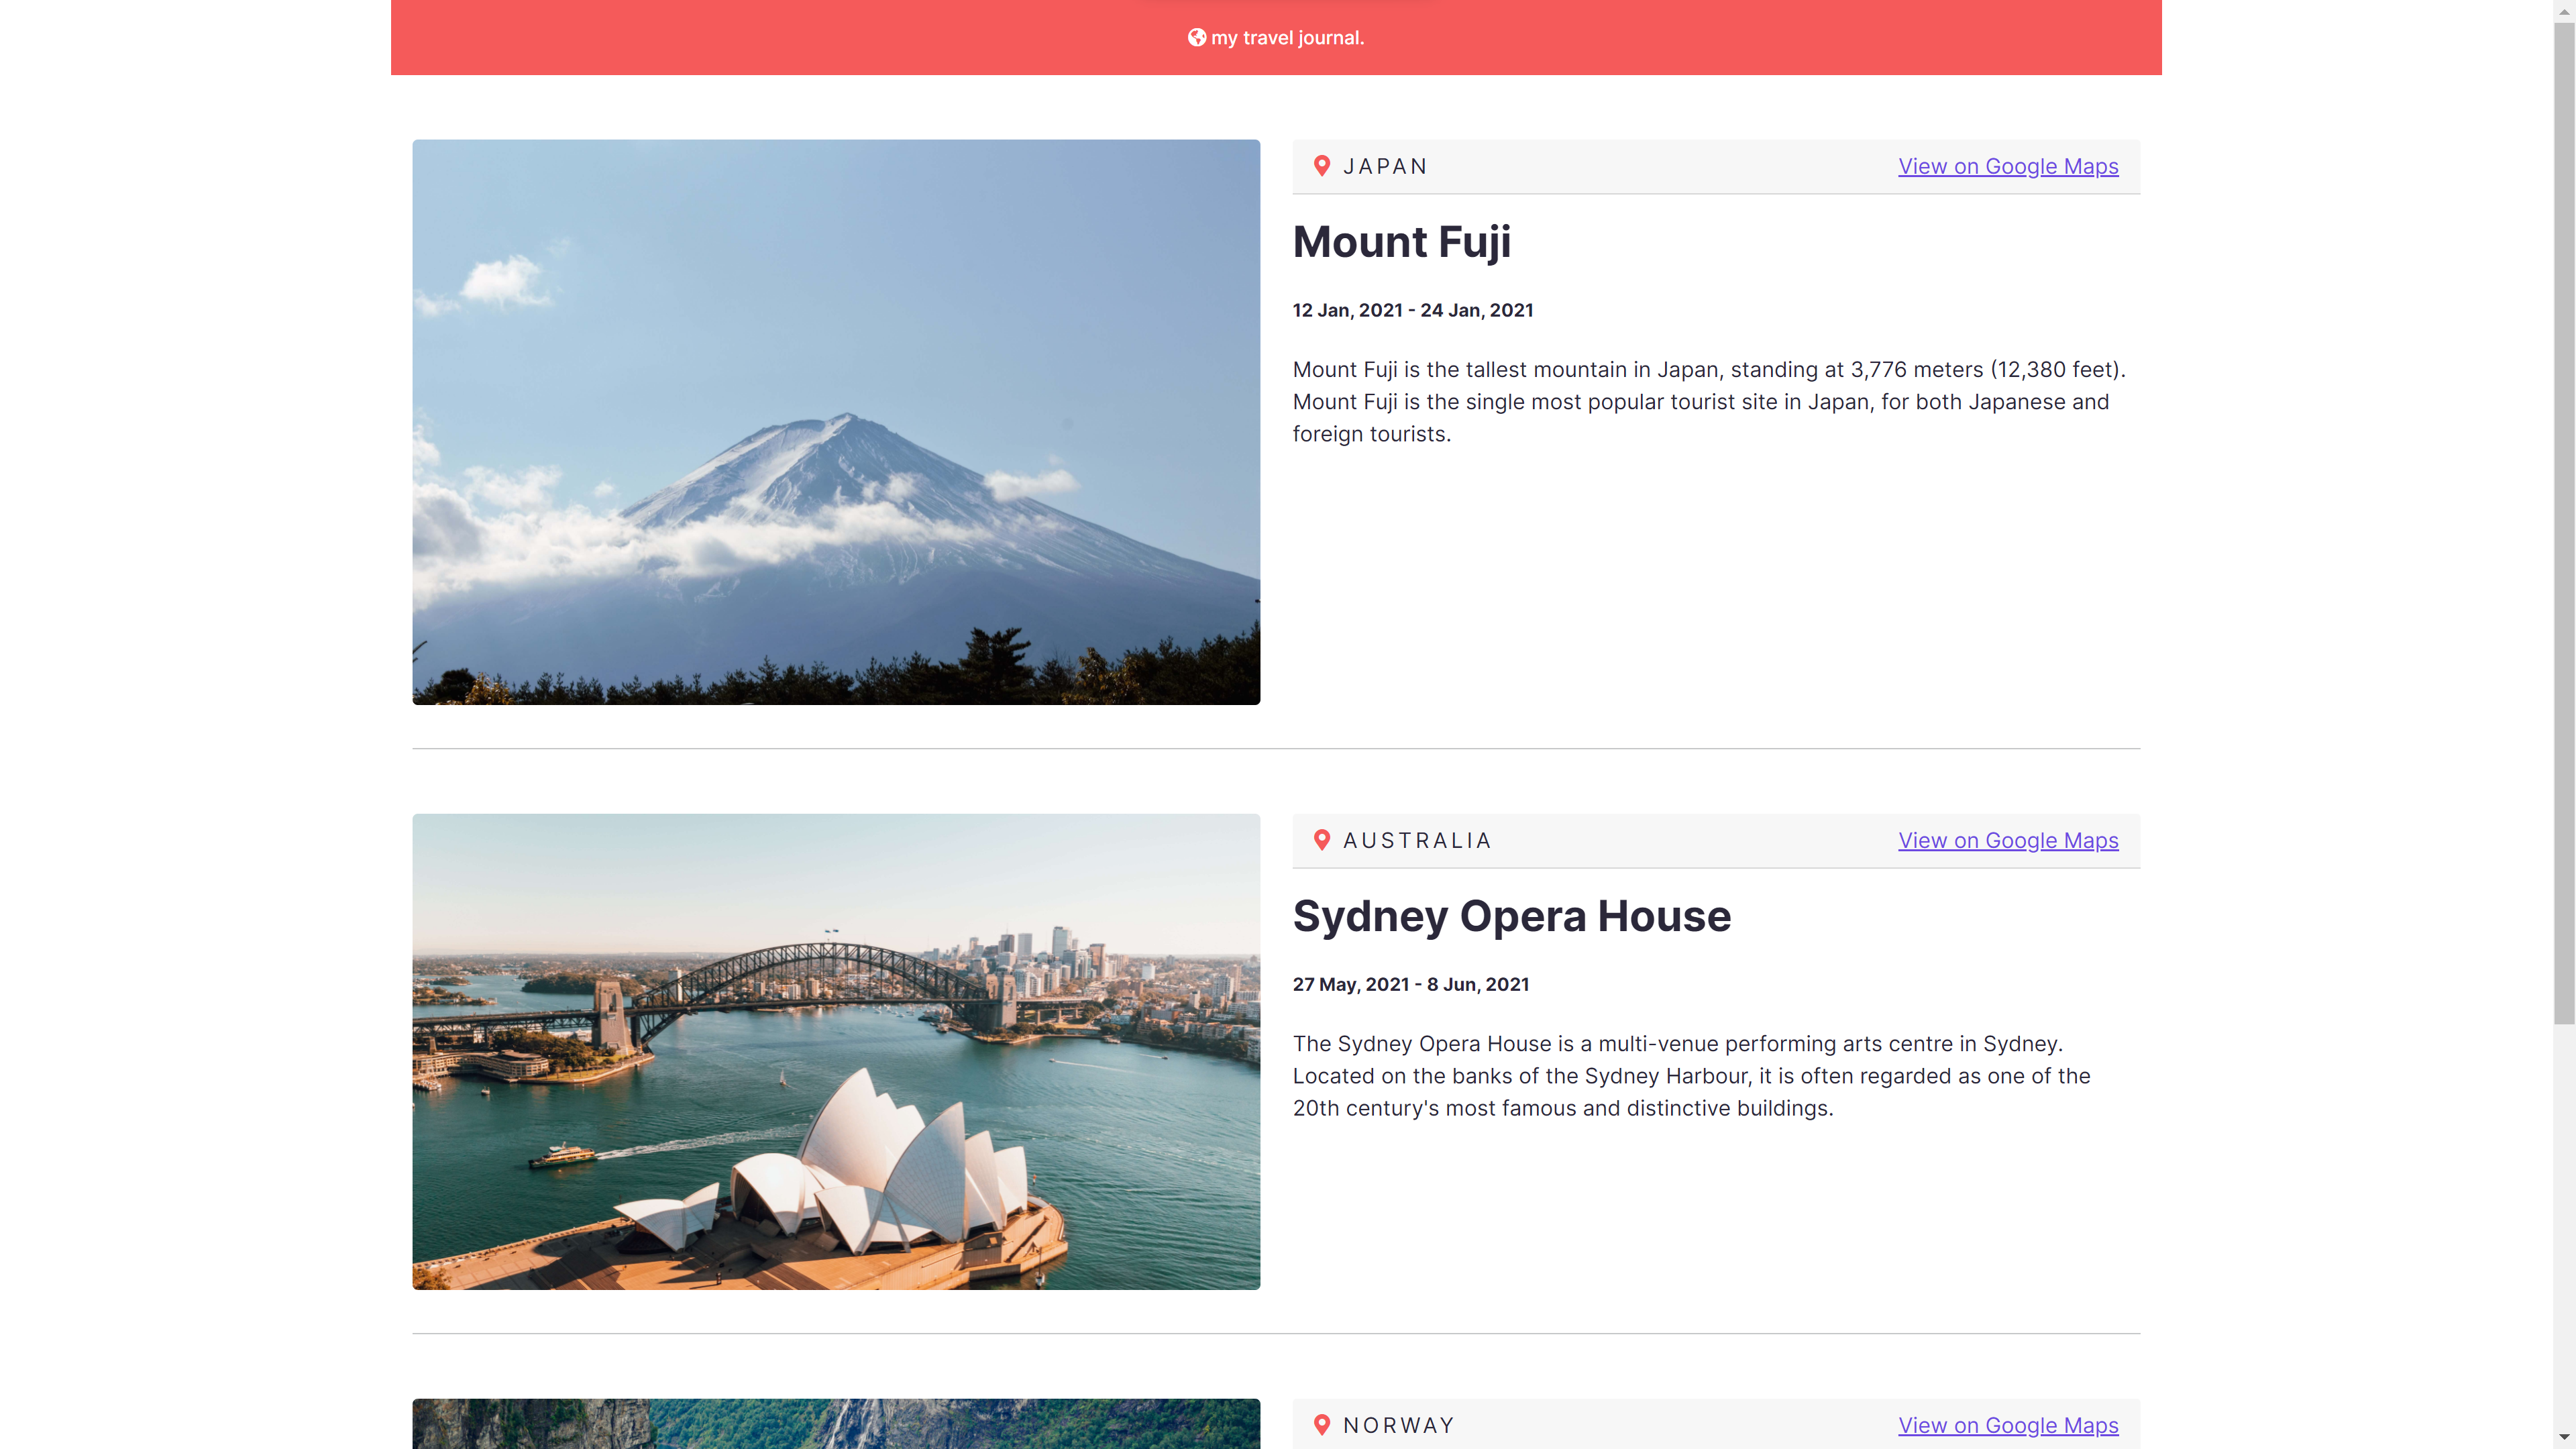 my travel journal.
JAPAN View on Google Maps
Mount Fuji
12 Jan, 2021 - 24 Jan, 2021
Mount Fuji is the tallest mountain in Japan, standing at 3,776 meters (12,380 feet).
Mount Fuji is the single most popular tourist site in Japan, for both Japanese and
foreign tourists.
AUSTRALIA View on Google Maps
Sydney Opera House
27 May, 2021 - 8 Jun, 2021
The Sydney Opera House is a multi-venue performing arts centre in Sydney.
Located on the banks of the Sydney Harbour, it is often regarded as one of the
20th century's most famous and distinctive buildings.
NORWAY View on Google Maps